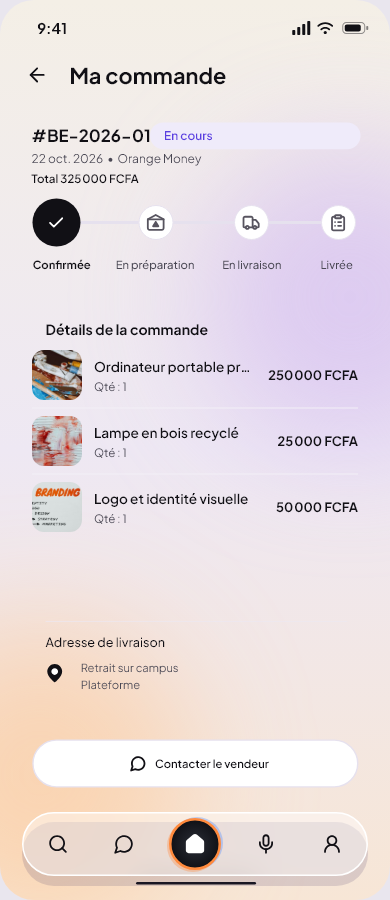 9:41
Ma commande
#BE-2026-01 En cours
22 oct. 2026 • Orange Money
Total 325 000 FCFA
Confirmée En préparation En livraison Livrée
Détails de la commande
Ordinateur portable pr... 250 000 FCFA
Qté : 1
Lampe en bois recyclé 25 000 FCFA
Qté : 1
BRANDING
Logo et identité visuelle 50 000 FCFA
Qté : 1
Adresse de livraison
Retrait sur campus
Plateforme
Contacter le vendeur